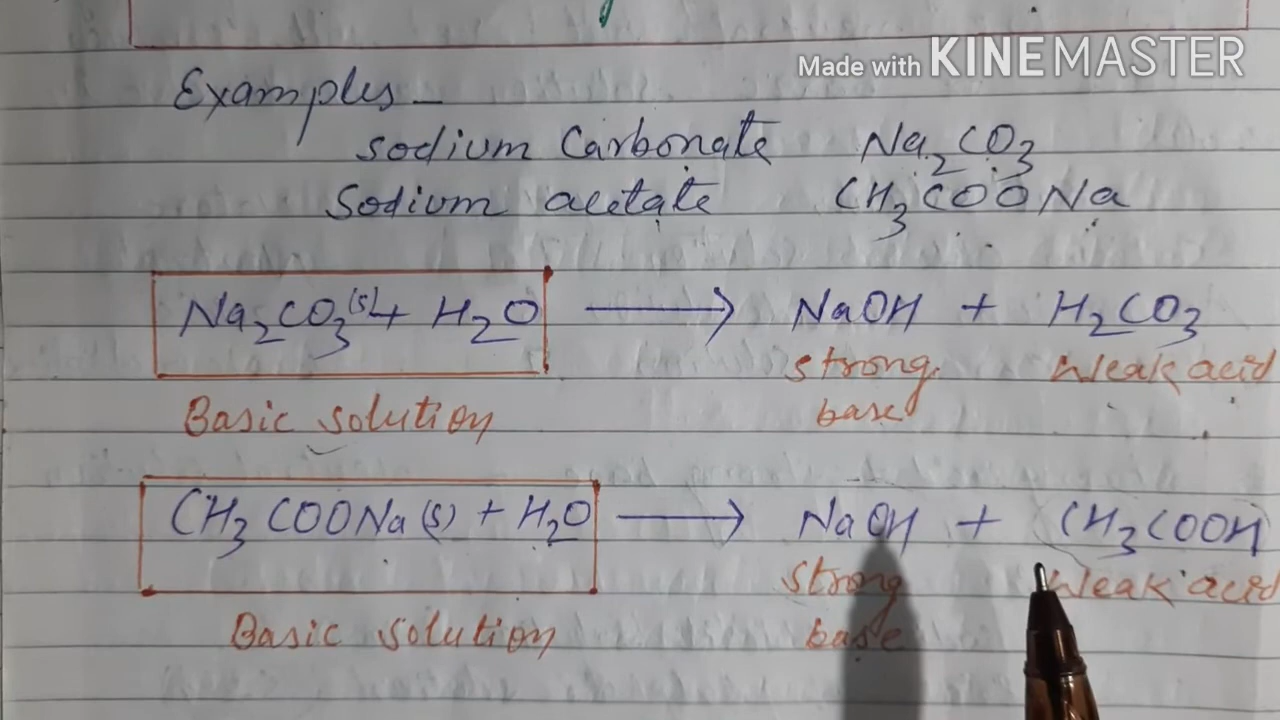 Made with KINEMASTER
Examples -
Sodium Carbonate Na₂CO₃
Sodium acetate CH₃COONa
Na₂CO₃(s) + H₂O → NaOH + H₂CO₃
strong base Weak acid
Basic solution
CH₃COONa(s) + H₂O → NaOH + CH₃COOH
Strong base Weak acid
Basic solution